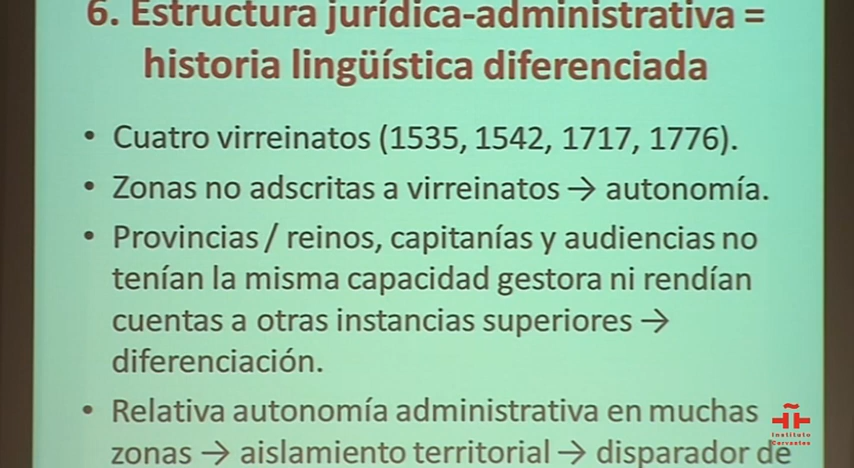 6. Estructura jurídica-administrativa =
historia lingüística diferenciada
• Cuatro virreinatos (1535, 1542, 1717, 1776).
• Zonas no adscritas a virreinatos → autonomía.
• Provincias / reinos, capitanías y audiencias no
tenían la misma capacidad gestora ni rendían
cuentas a otras instancias superiores →
diferenciación.
• Relativa autonomía administrativa en muchas
zonas → aislamiento territorial → disparador de
Instituto
Cervantes